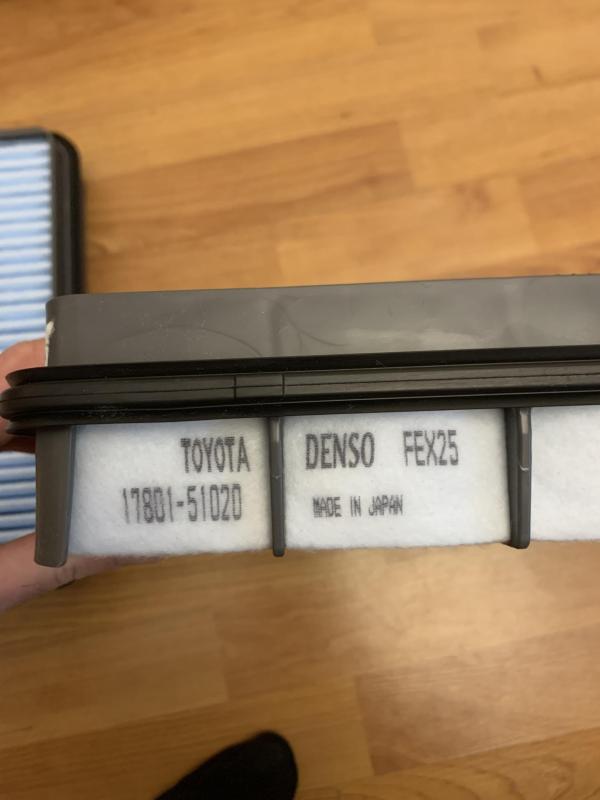 TOYOTA
17801-51020
DENSO FEX25
MADE IN JAPAN